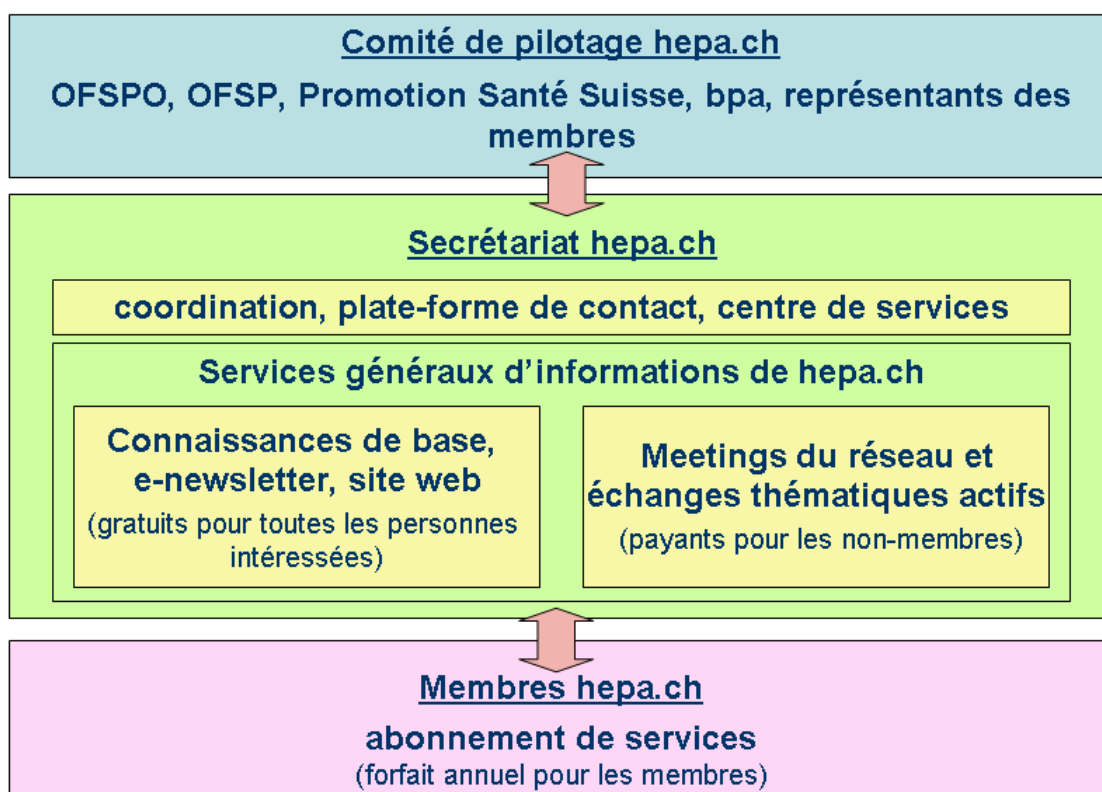 Comité de pilotage hepa.ch
OFSPO, OFSP, Promotion Santé Suisse, bpa, représentants des
membres
Secrétariat hepa.ch
coordination, plate-forme de contact, centre de services
Services généraux d’informations de hepa.ch
Connaissances de base,
e-newsletter, site web
(gratuits pour toutes les personnes
intéressées)
Meetings du réseau et
échanges thématiques actifs
(payants pour les non-membres)
Membres hepa.ch
abonnement de services
(forfait annuel pour les membres)